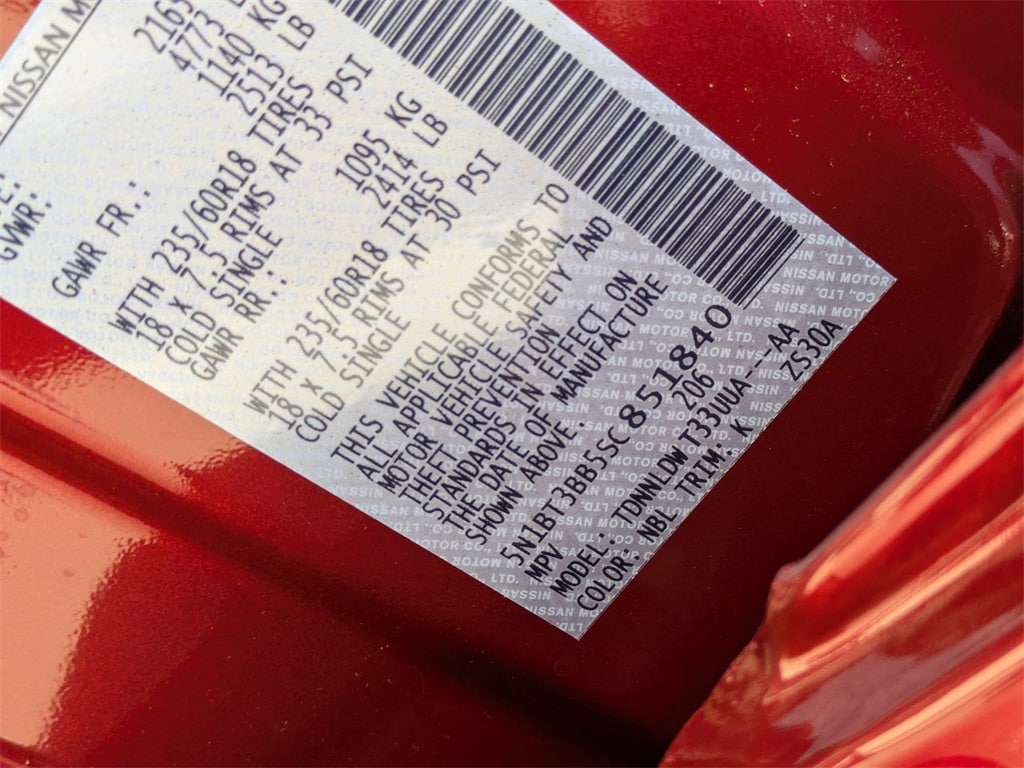 NISSAN M
2165
4773 L
GVWR:
1140 KG
2513 LB
GAWR FR.:
WITH 235/60R18 TIRES
18 X 7.5 RIMS AT 33 PSI
COLD SINGLE
1095 KG
GAWR RR.: 2414 LB
WITH 235/60R18 TIRES
18 X 7.5 RIMS AT 30 PSI
COLD SINGLE
THIS VEHICLE CONFORMS TO
ALL APPLICABLE FEDERAL
MOTOR VEHICLE SAFETY AND
THEFT PREVENTION
STANDARDS IN EFFECT ON
THE DATE OF MANUFACTURE
SHOWN ABOVE
5N1BT3BB5SC851840
MPV 206
MODEL: TDNNLDWT33UUA---AA
COLOR: NBL TRIM: K ZS30A